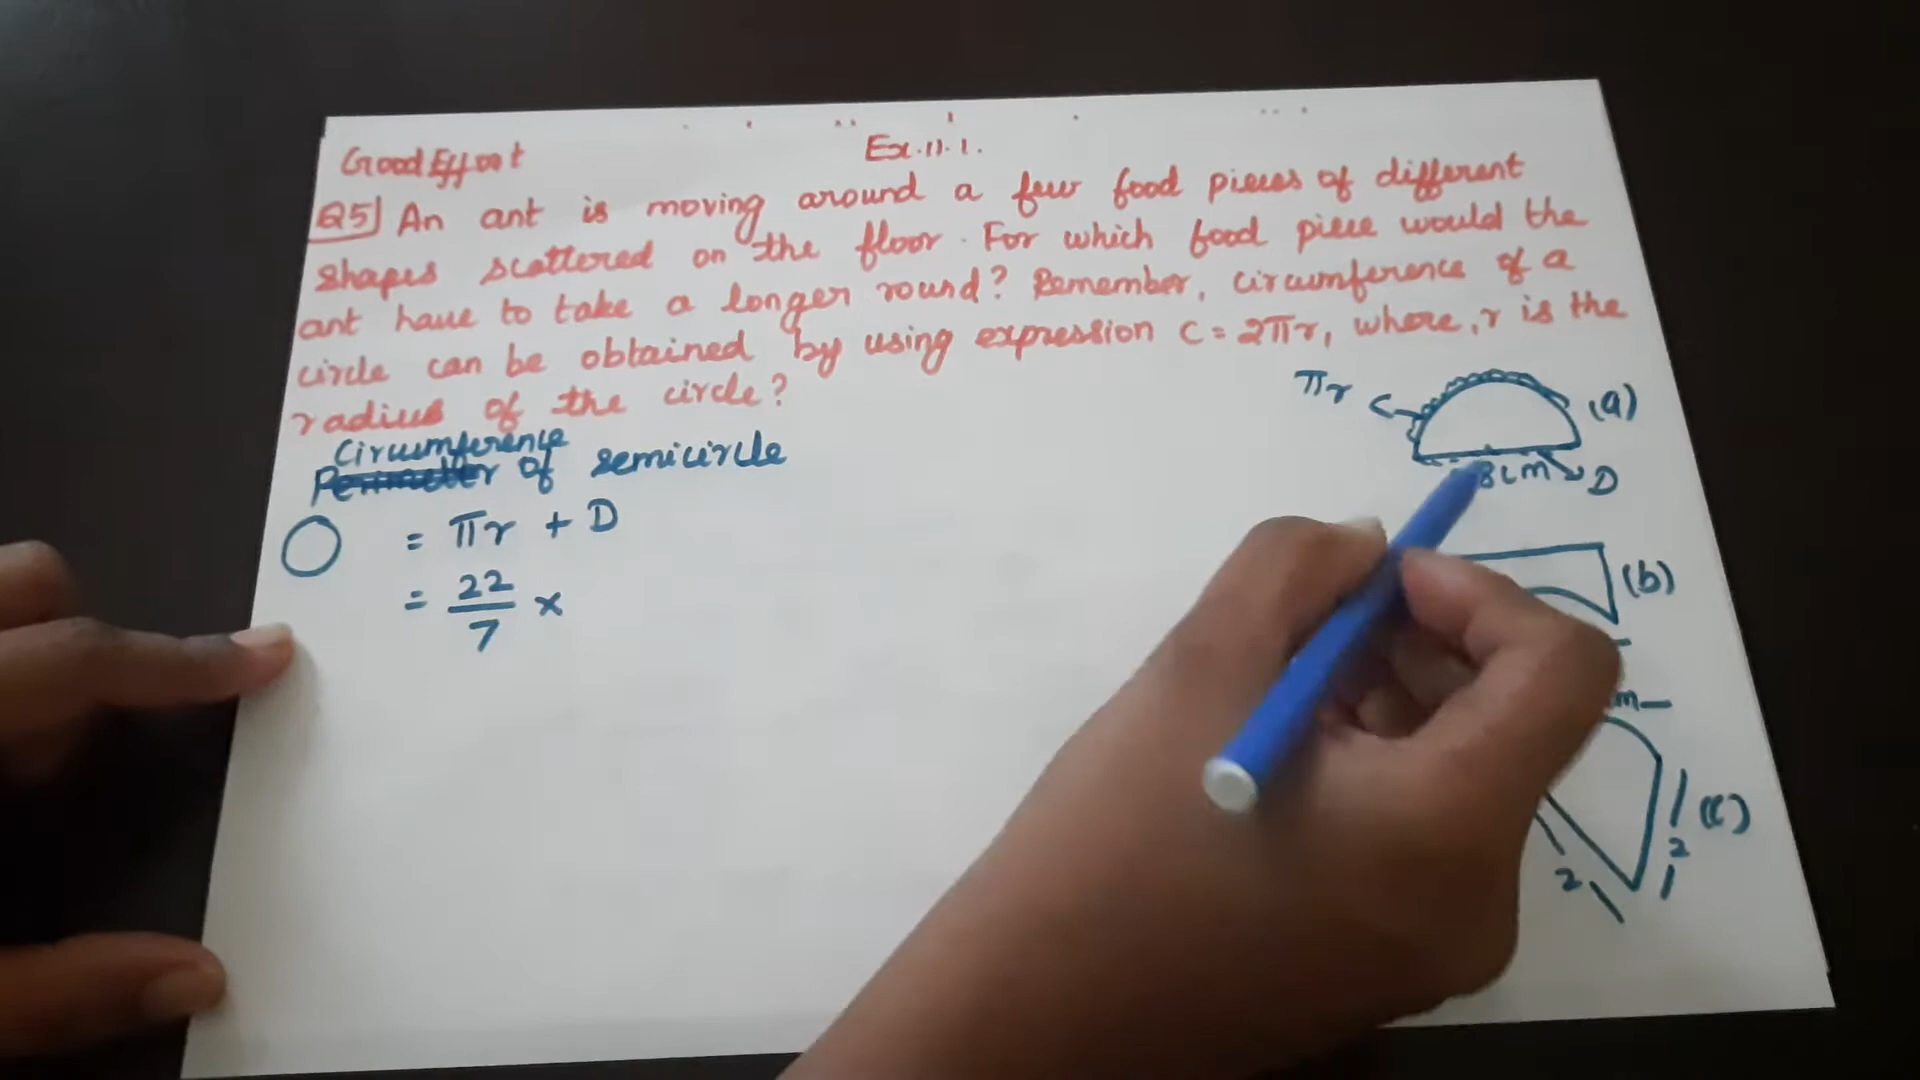 Good Effort
Ex.11.1.
Q5] An ant is moving around a few food pieces of different
shapes scattered on the floor. For which food piece would the
ant have to take a longer round? Remember, circumference of a
circle can be obtained by using expression C = 2πr, where, r is the
radius of the circle?
πr
(a)
D
Circumference
of semicircle
= πr + D
= 22/7 ×
(b)
(c)
2
2